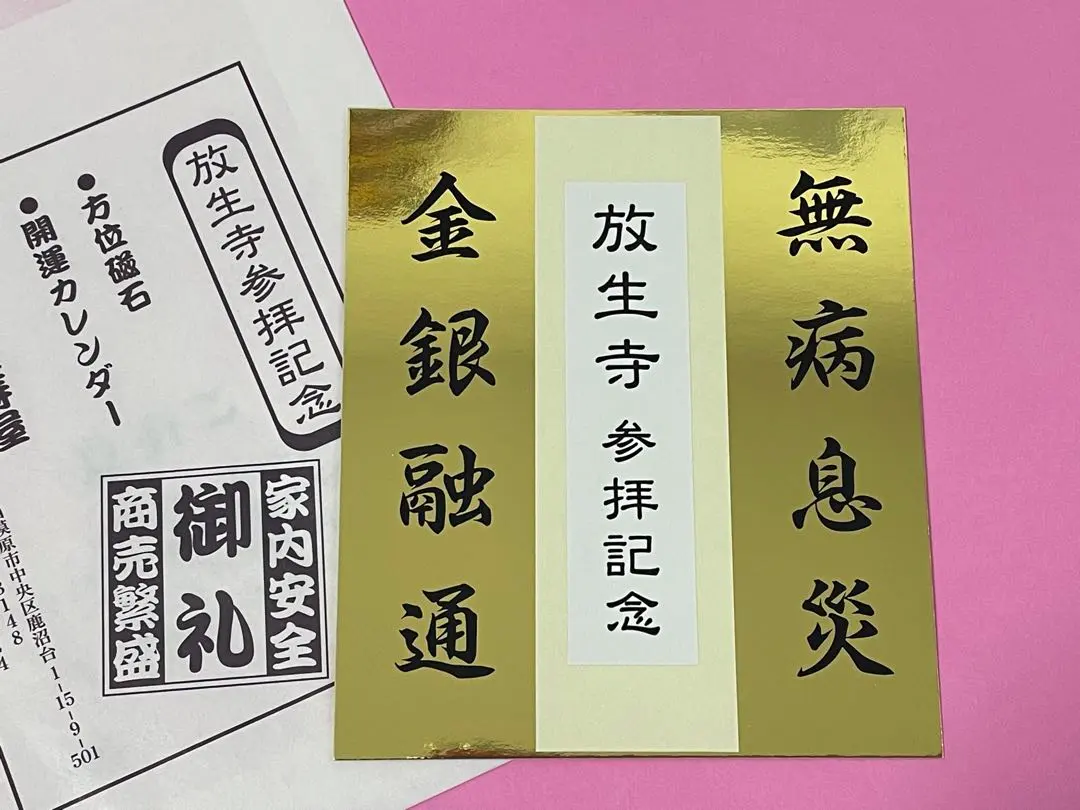 無病息災
放生寺参拝記念
金銀融通
放生寺参拝記念
●方位磁石
●開運カレンダー
家内安全
御礼
商売繁盛
模原市中央区鹿沼台1-15-9-501